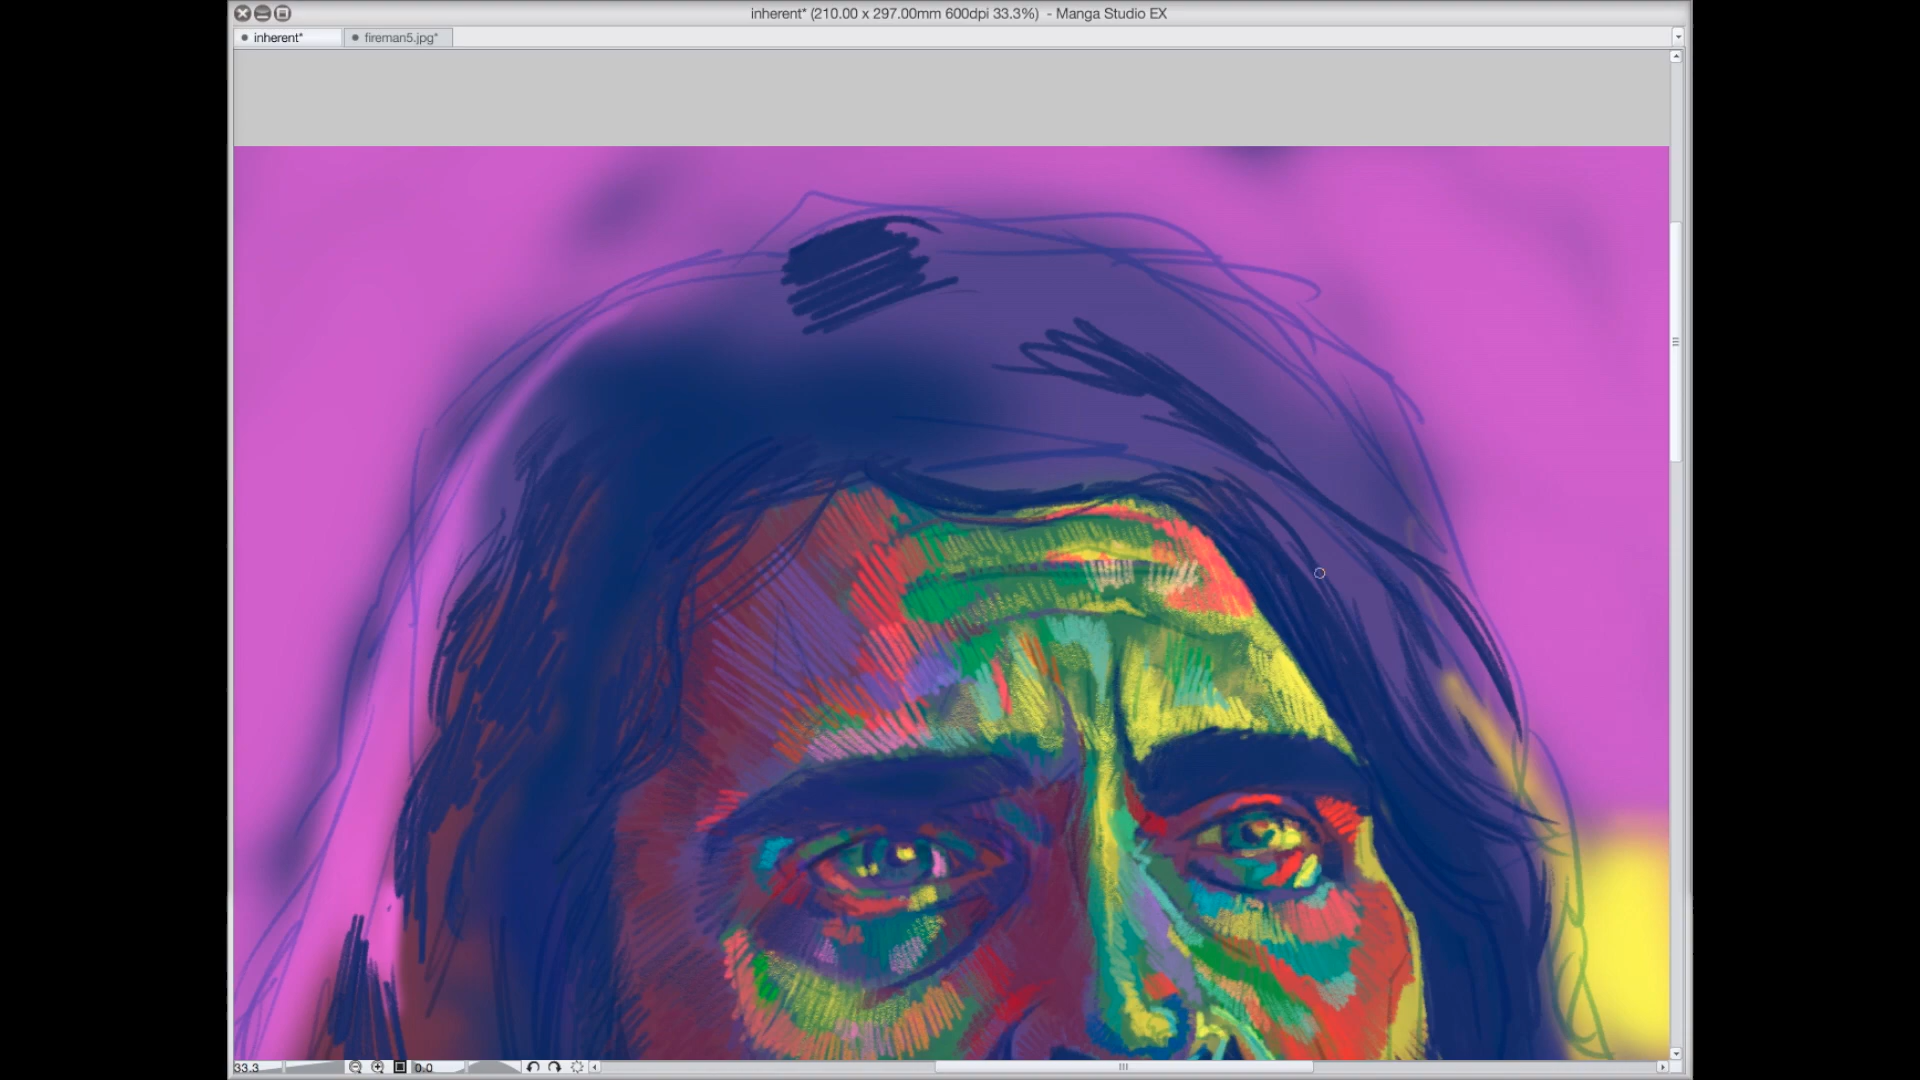 inherent* (210.00 x 297.00mm 600dpi 33.3%)  - Manga Studio EX
inherent* fireman5.jpg*
33.3 0.0